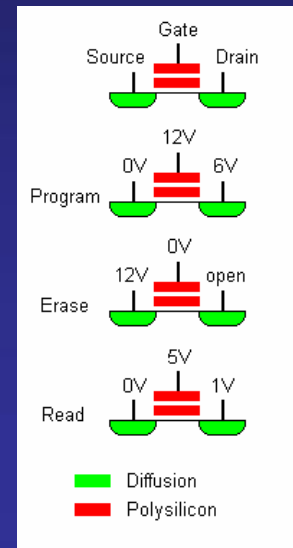 Gate
Source Drain
12V
0V 6V
Program
0V
12V open
Erase
5V
0V 1V
Read
Diffusion
Polysilicon